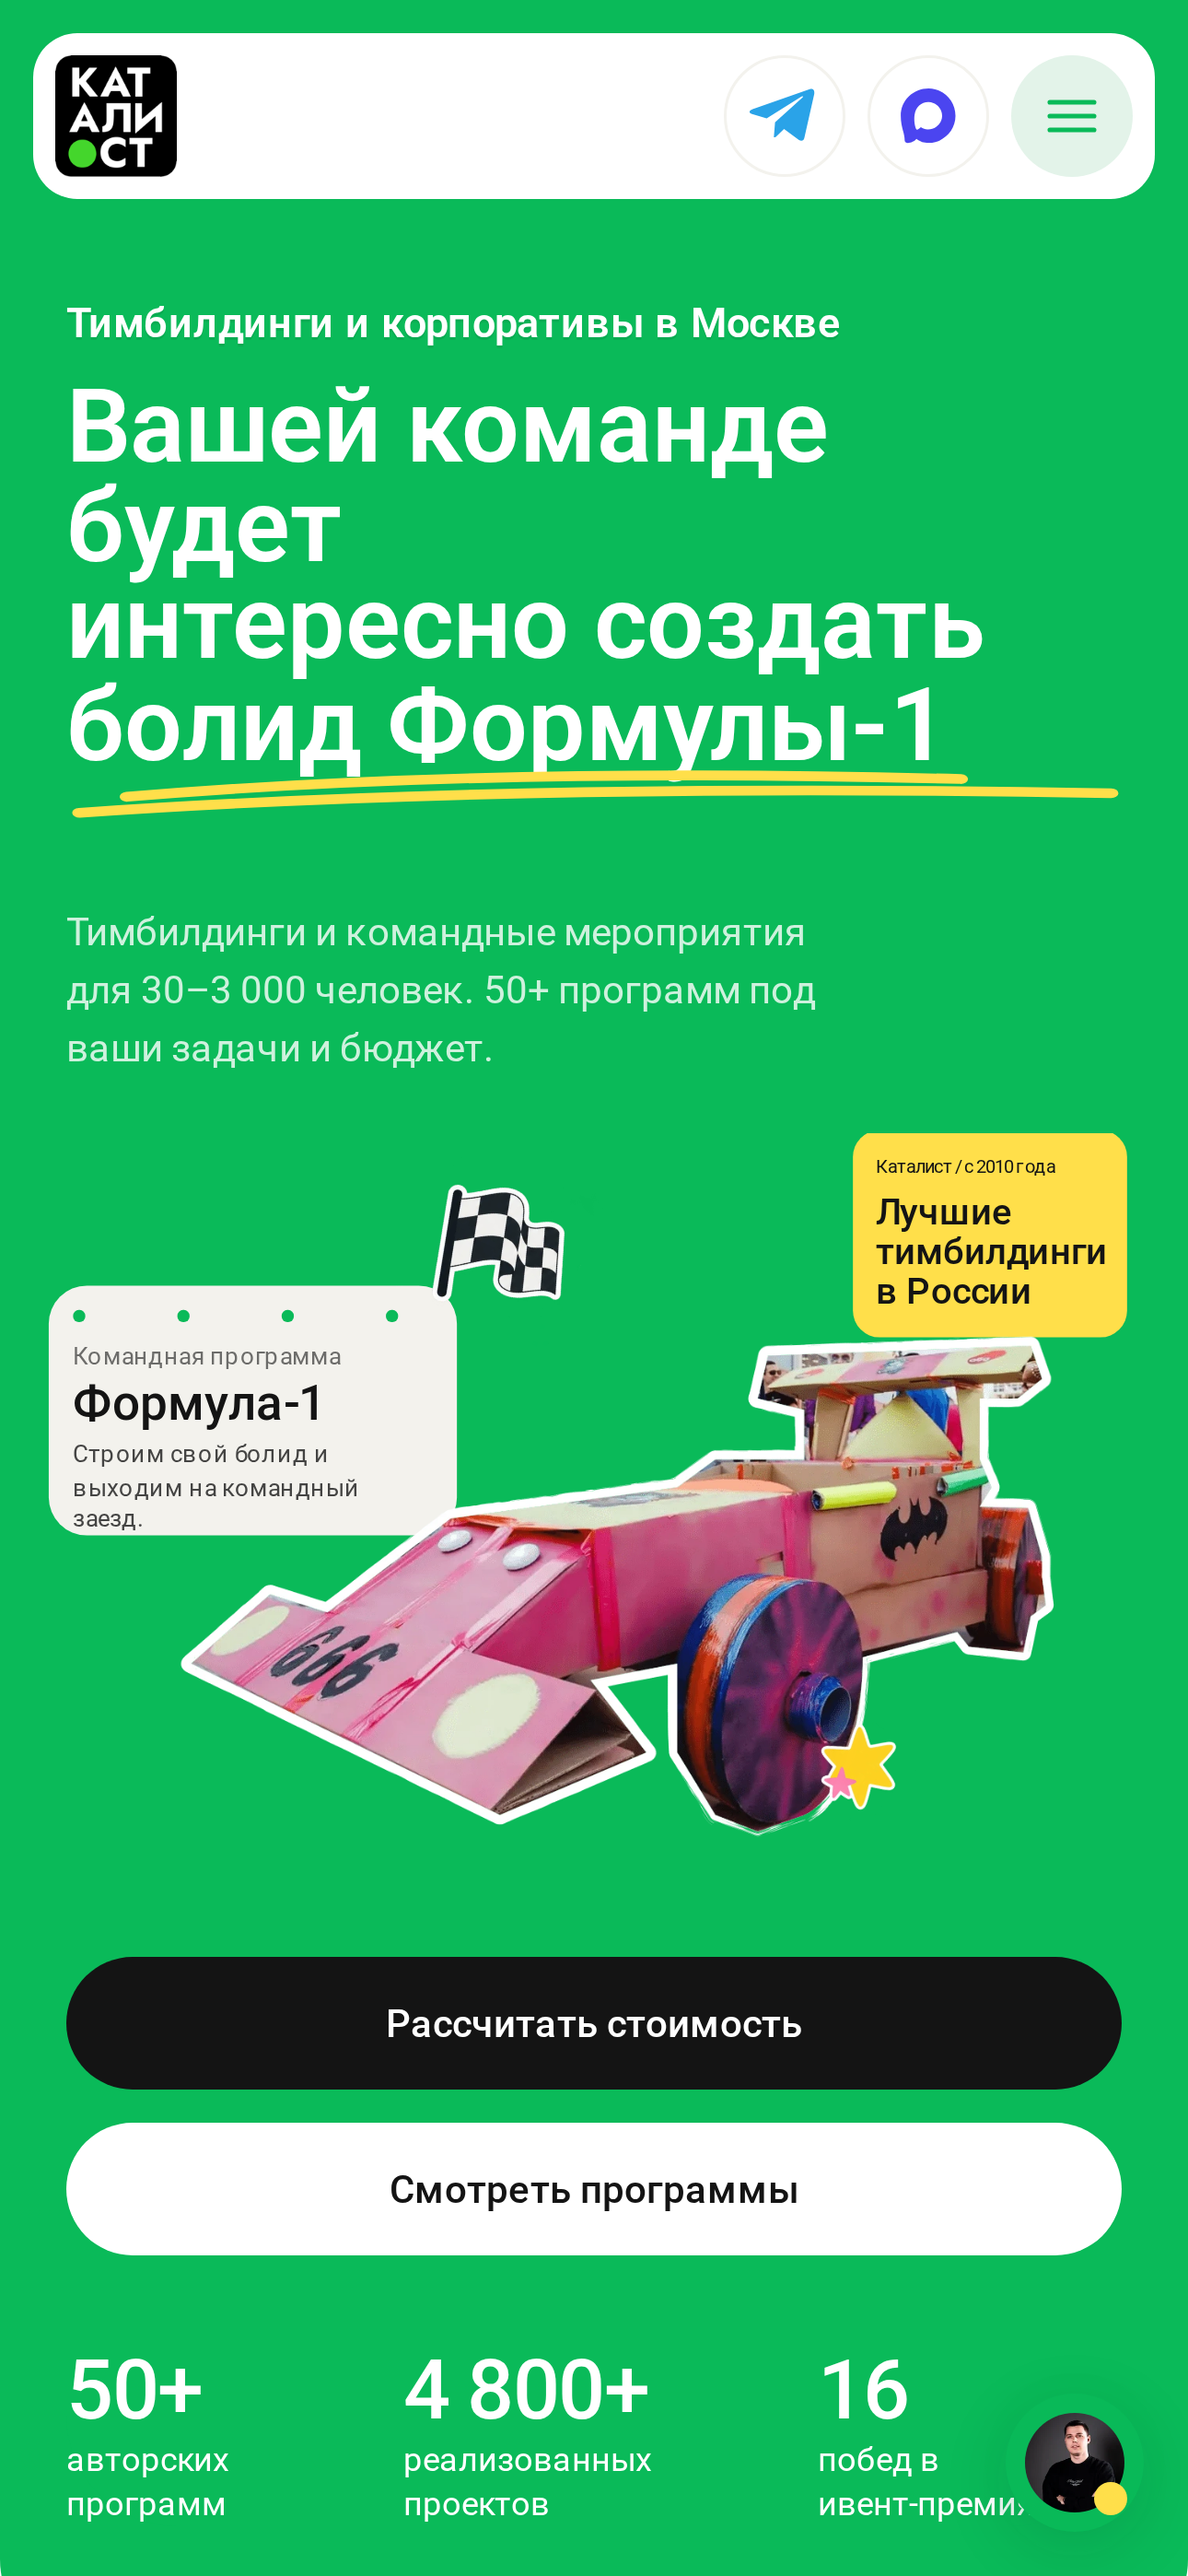 КАТ
АЛИ
СТ
Тимбилдинги и корпоративы в Москве
Вашей команде
будет
интересно создать
болид Формулы-1
Тимбилдинги и командные мероприятия
для 30–3 000 человек. 50+ программ под
ваши задачи и бюджет.
Каталист / с 2010 года
Лучшие
тимбилдинги
в России
Командная программа
Формула-1
Строим свой болид и
выходим на командный
заезд.
666
Рассчитать стоимость
Смотреть программы
50+
авторских
программ
4 800+
реализованных
проектов
16
побед в